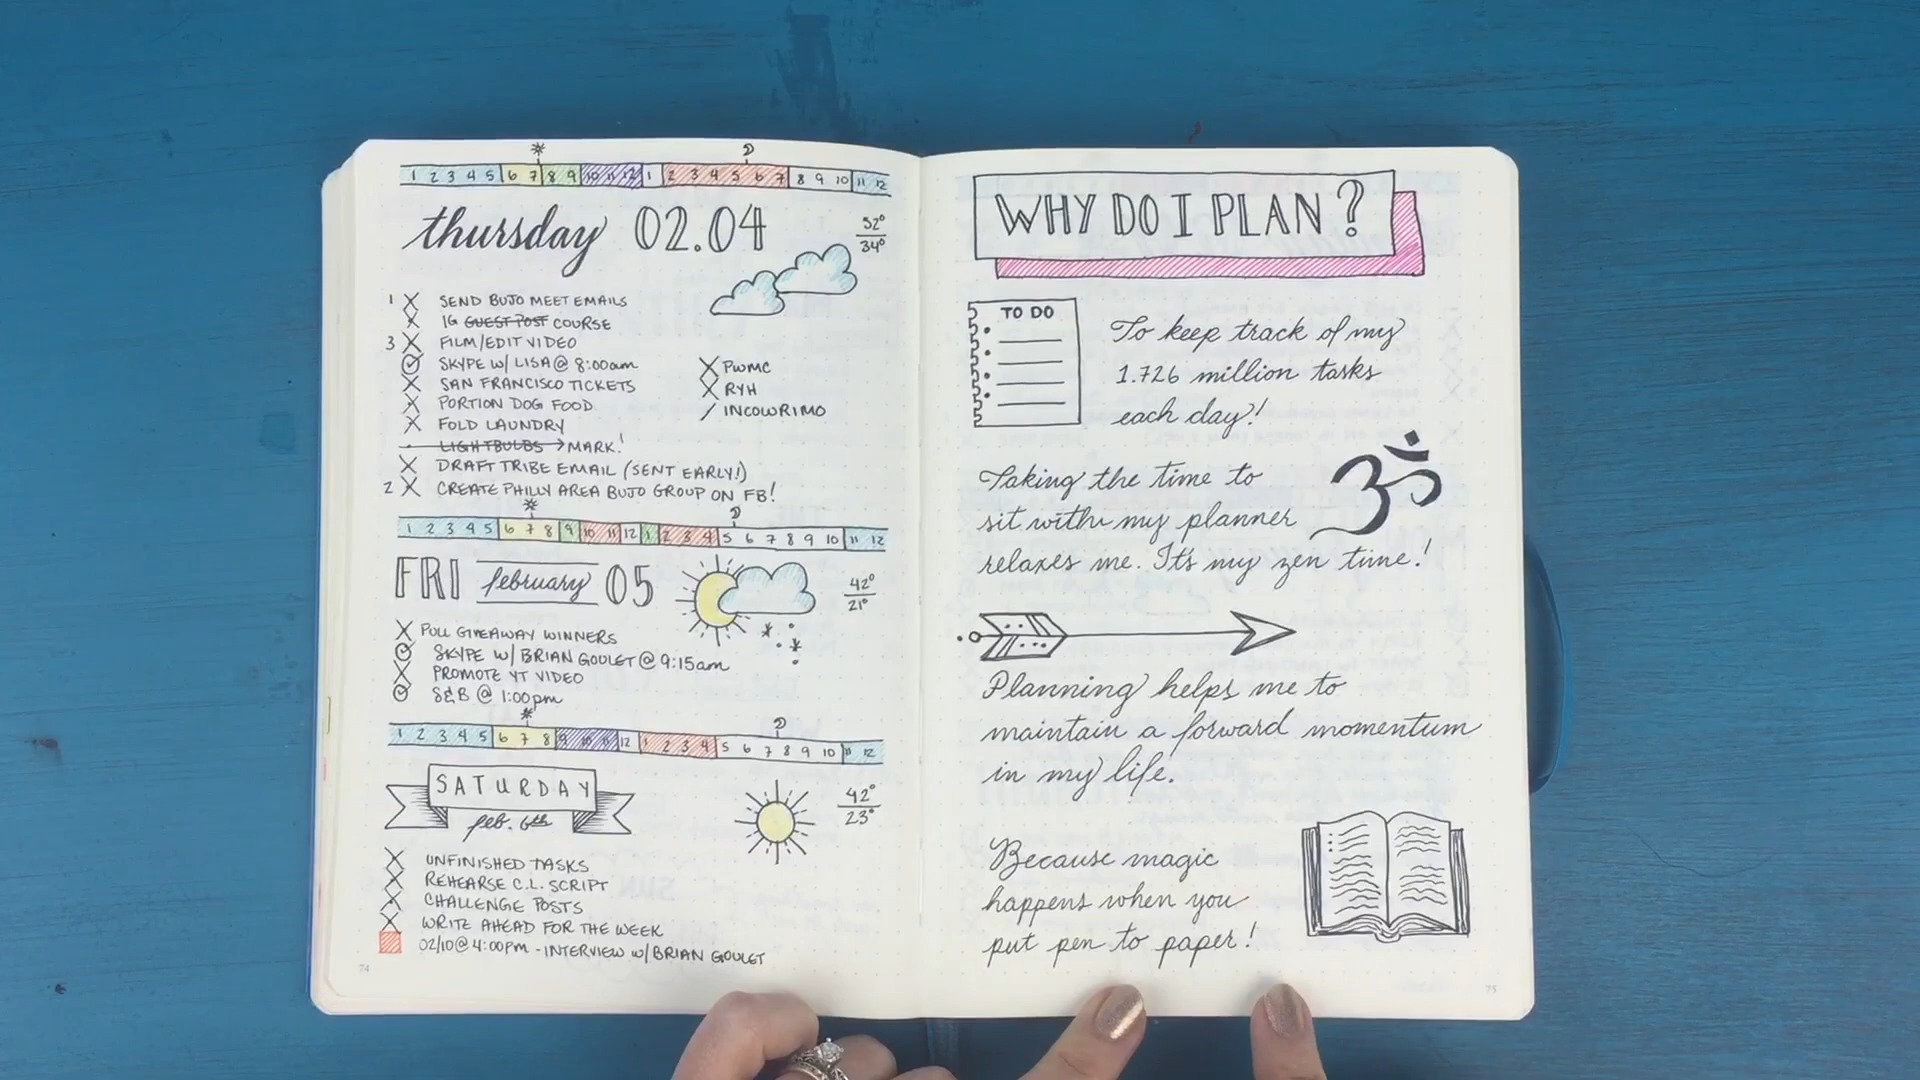 1 2 3 4 5 6 7 8 9 10 11 12 1 2 3 4 5 6 7 8 9 10 11 12
thursday 02.04
52°
34°
1 X SEND BUJO MEET EMAILS
X IG GUEST POST COURSE
3 X FILM/EDIT VIDEO
SKYPE W/ LISA @ 8:00am
X SAN FRANCISCO TICKETS
X PORTION DOG FOOD
X FOLD LAUNDRY
LIGHTBULBS → MARK!
X DRAFT TRIBE EMAIL (SENT EARLY!)
2 X CREATE PHILLY AREA BUJO GROUP ON FB!
X PWMC
X RYH
/ INCOWRIMO
1 2 3 4 5 6 7 8 9 10 11 12 1 2 3 4 5 6 7 8 9 10 11 12
FRI february 05
42°
21°
X PULL GIVEAWAY WINNERS
SKYPE W/ BRIAN GOULET @ 9:15am
X PROMOTE YT VIDEO
S&B @ 1:00pm
1 2 3 4 5 6 7 8 9 10 11 12 1 2 3 4 5 6 7 8 9 10 11 12
SATURDAY
feb. 6th
42°
23°
X UNFINISHED TASKS
X REHEARSE C.L. SCRIPT
X CHALLENGE POSTS
X WRITE AHEAD FOR THE WEEK
02/10 @ 4:00pm - INTERVIEW W/ BRIAN GOULET
74
WHY DO I PLAN?
TO DO
To keep track of my
1.726 million tasks
each day!
Taking the time to
sit with my planner
relaxes me. It's my zen time!
ॐ
Planning helps me to
maintain a forward momentum
in my life.
Because magic
happens when you
put pen to paper!
75